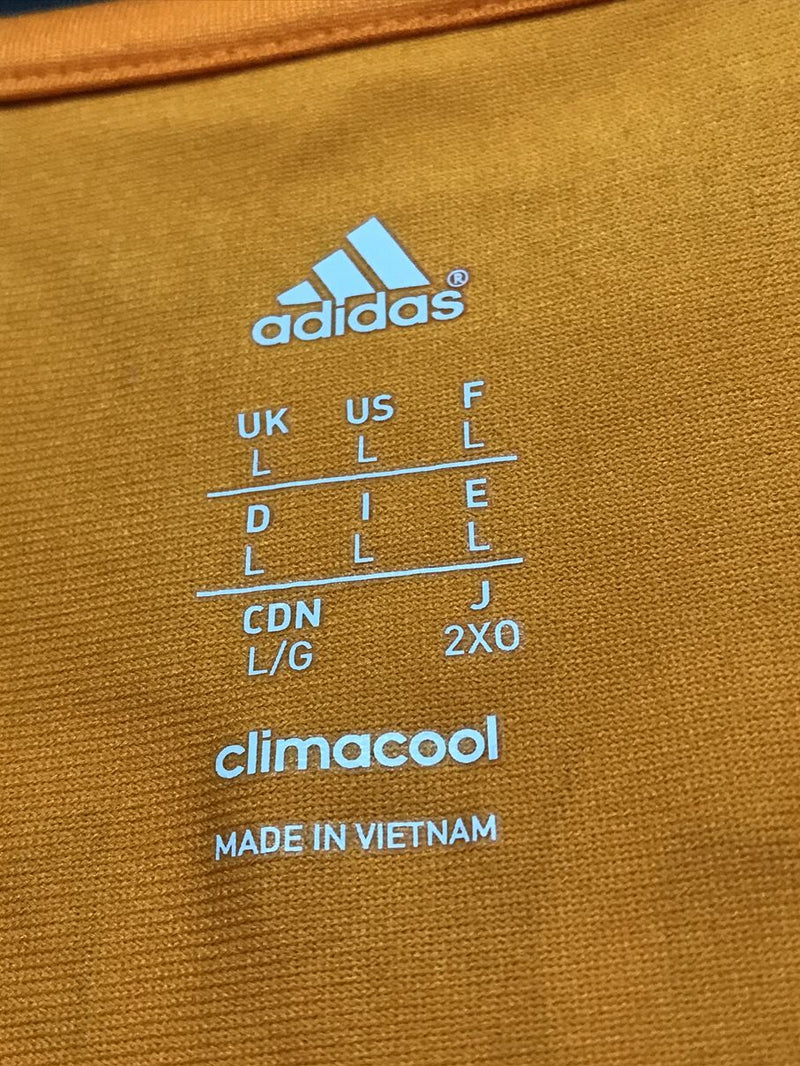 adidas®
UK US F
L L L
D I E
L L L
CDN J
L/G 2XO
climacool
MADE IN VIETNAM